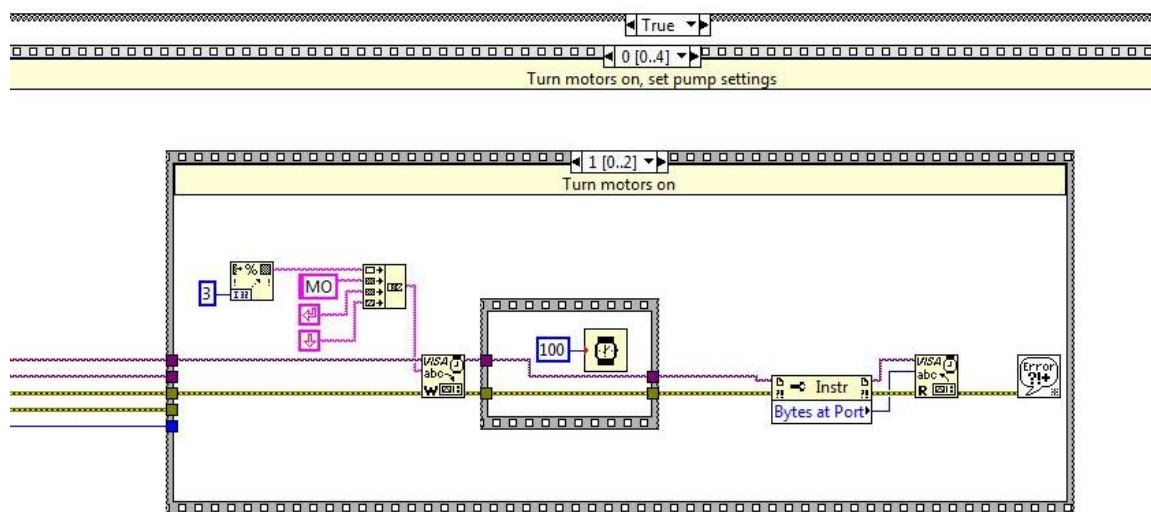 True
0 [0..4]
Turn motors on, set pump settings
1 [0..2]
Turn motors on
% 
! I32
3
MO
VISA
abc
W
100
Instr
Bytes at Port
VISA
abc
R
Error
?!+